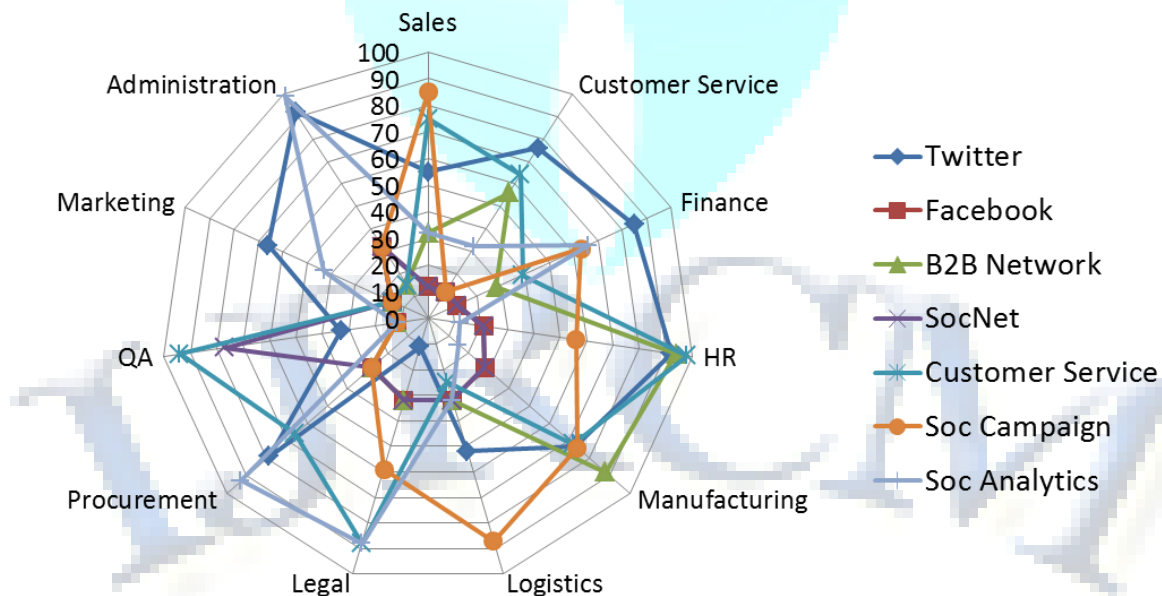 Sales
100
90
80
70
60
50
40
30
20
10
0
Customer Service
Finance
HR
Manufacturing
Logistics
Legal
Procurement
QA
Marketing
Administration
Twitter
Facebook
B2B Network
SocNet
Customer Service
Soc Campaign
Soc Analytics